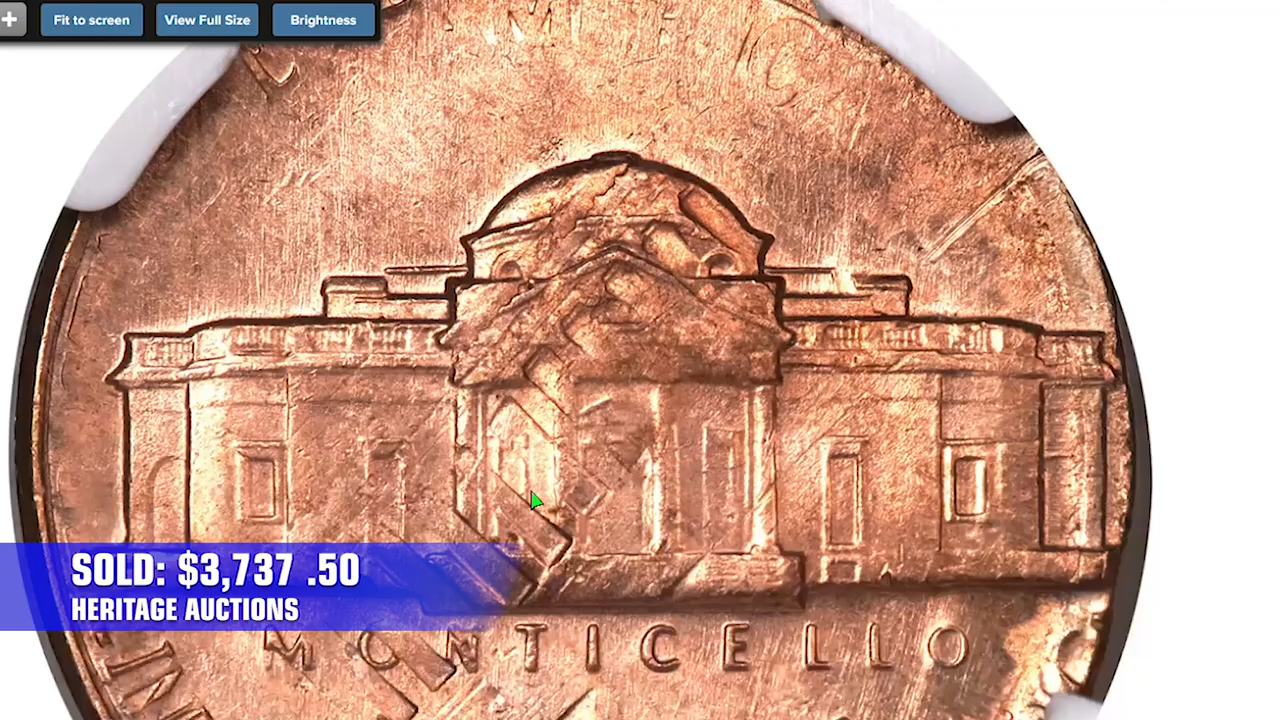 Fit to screen
View Full Size
Brightness
SOLD: $3,737 .50
HERITAGE AUCTIONS
MONTICELLO